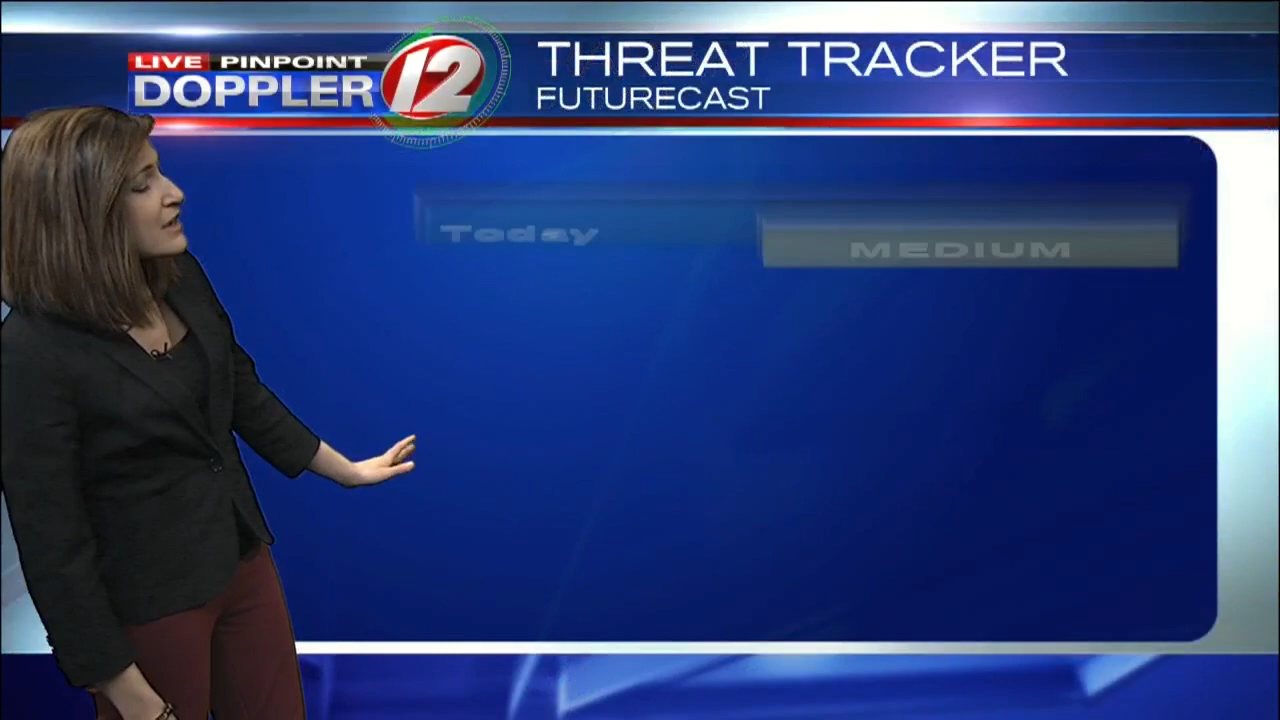 LIVE PINPOINT
DOPPLER 12
THREAT TRACKER
FUTURECAST
Today
MEDIUM